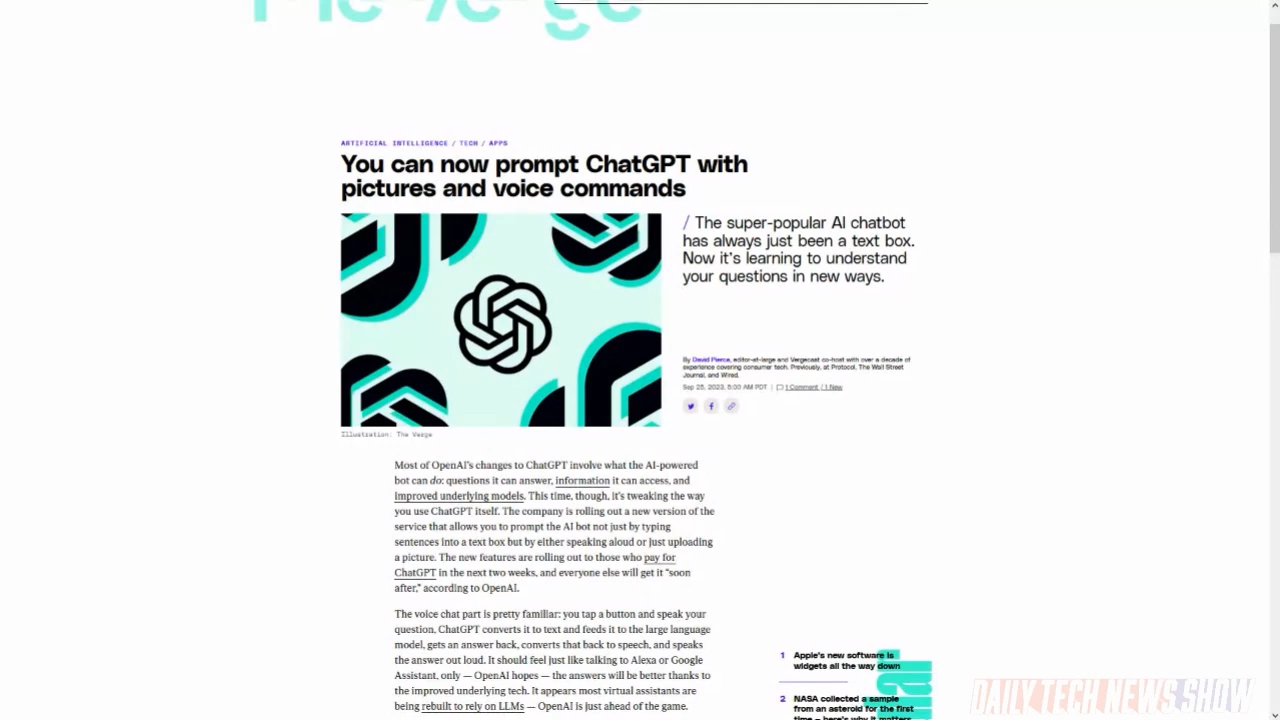 ARTIFICIAL INTELLIGENCE / TECH / APPS
You can now prompt ChatGPT with
pictures and voice commands
/ The super-popular AI chatbot
has always just been a text box.
Now it's learning to understand
your questions in new ways.
By David Pierce, editor-at-large and Vergecast co-host with over a decade of
experience covering consumer tech. Previously, at Protocol, The Wall Street
Journal, and Wired.
Sep 25, 2023, 5:00 AM PDT | 1 Comment / 1 New
Illustration: The Verge
Most of OpenAI's changes to ChatGPT involve what the AI-powered
bot can do: questions it can answer, information it can access, and
improved underlying models. This time, though, it's tweaking the way
you use ChatGPT itself. The company is rolling out a new version of the
service that allows you to prompt the AI bot not just by typing
sentences into a text box but by either speaking aloud or just uploading
a picture. The new features are rolling out to those who pay for
ChatGPT in the next two weeks, and everyone else will get it "soon
after," according to OpenAI.
The voice chat part is pretty familiar: you tap a button and speak your
question, ChatGPT converts it to text and feeds it to the large language
model, gets an answer back, converts that back to speech, and speaks
the answer out loud. It should feel just like talking to Alexa or Google
Assistant, only — OpenAI hopes — the answers will be better thanks to
the improved underlying tech. It appears most virtual assistants are
being rebuilt to rely on LLMs — OpenAI is just ahead of the game.
1 Apple's new software is
widgets all the way down
2 NASA collected a sample
from an asteroid for the first
time — here's why it matters
DAILY TECH NEWS SHOW